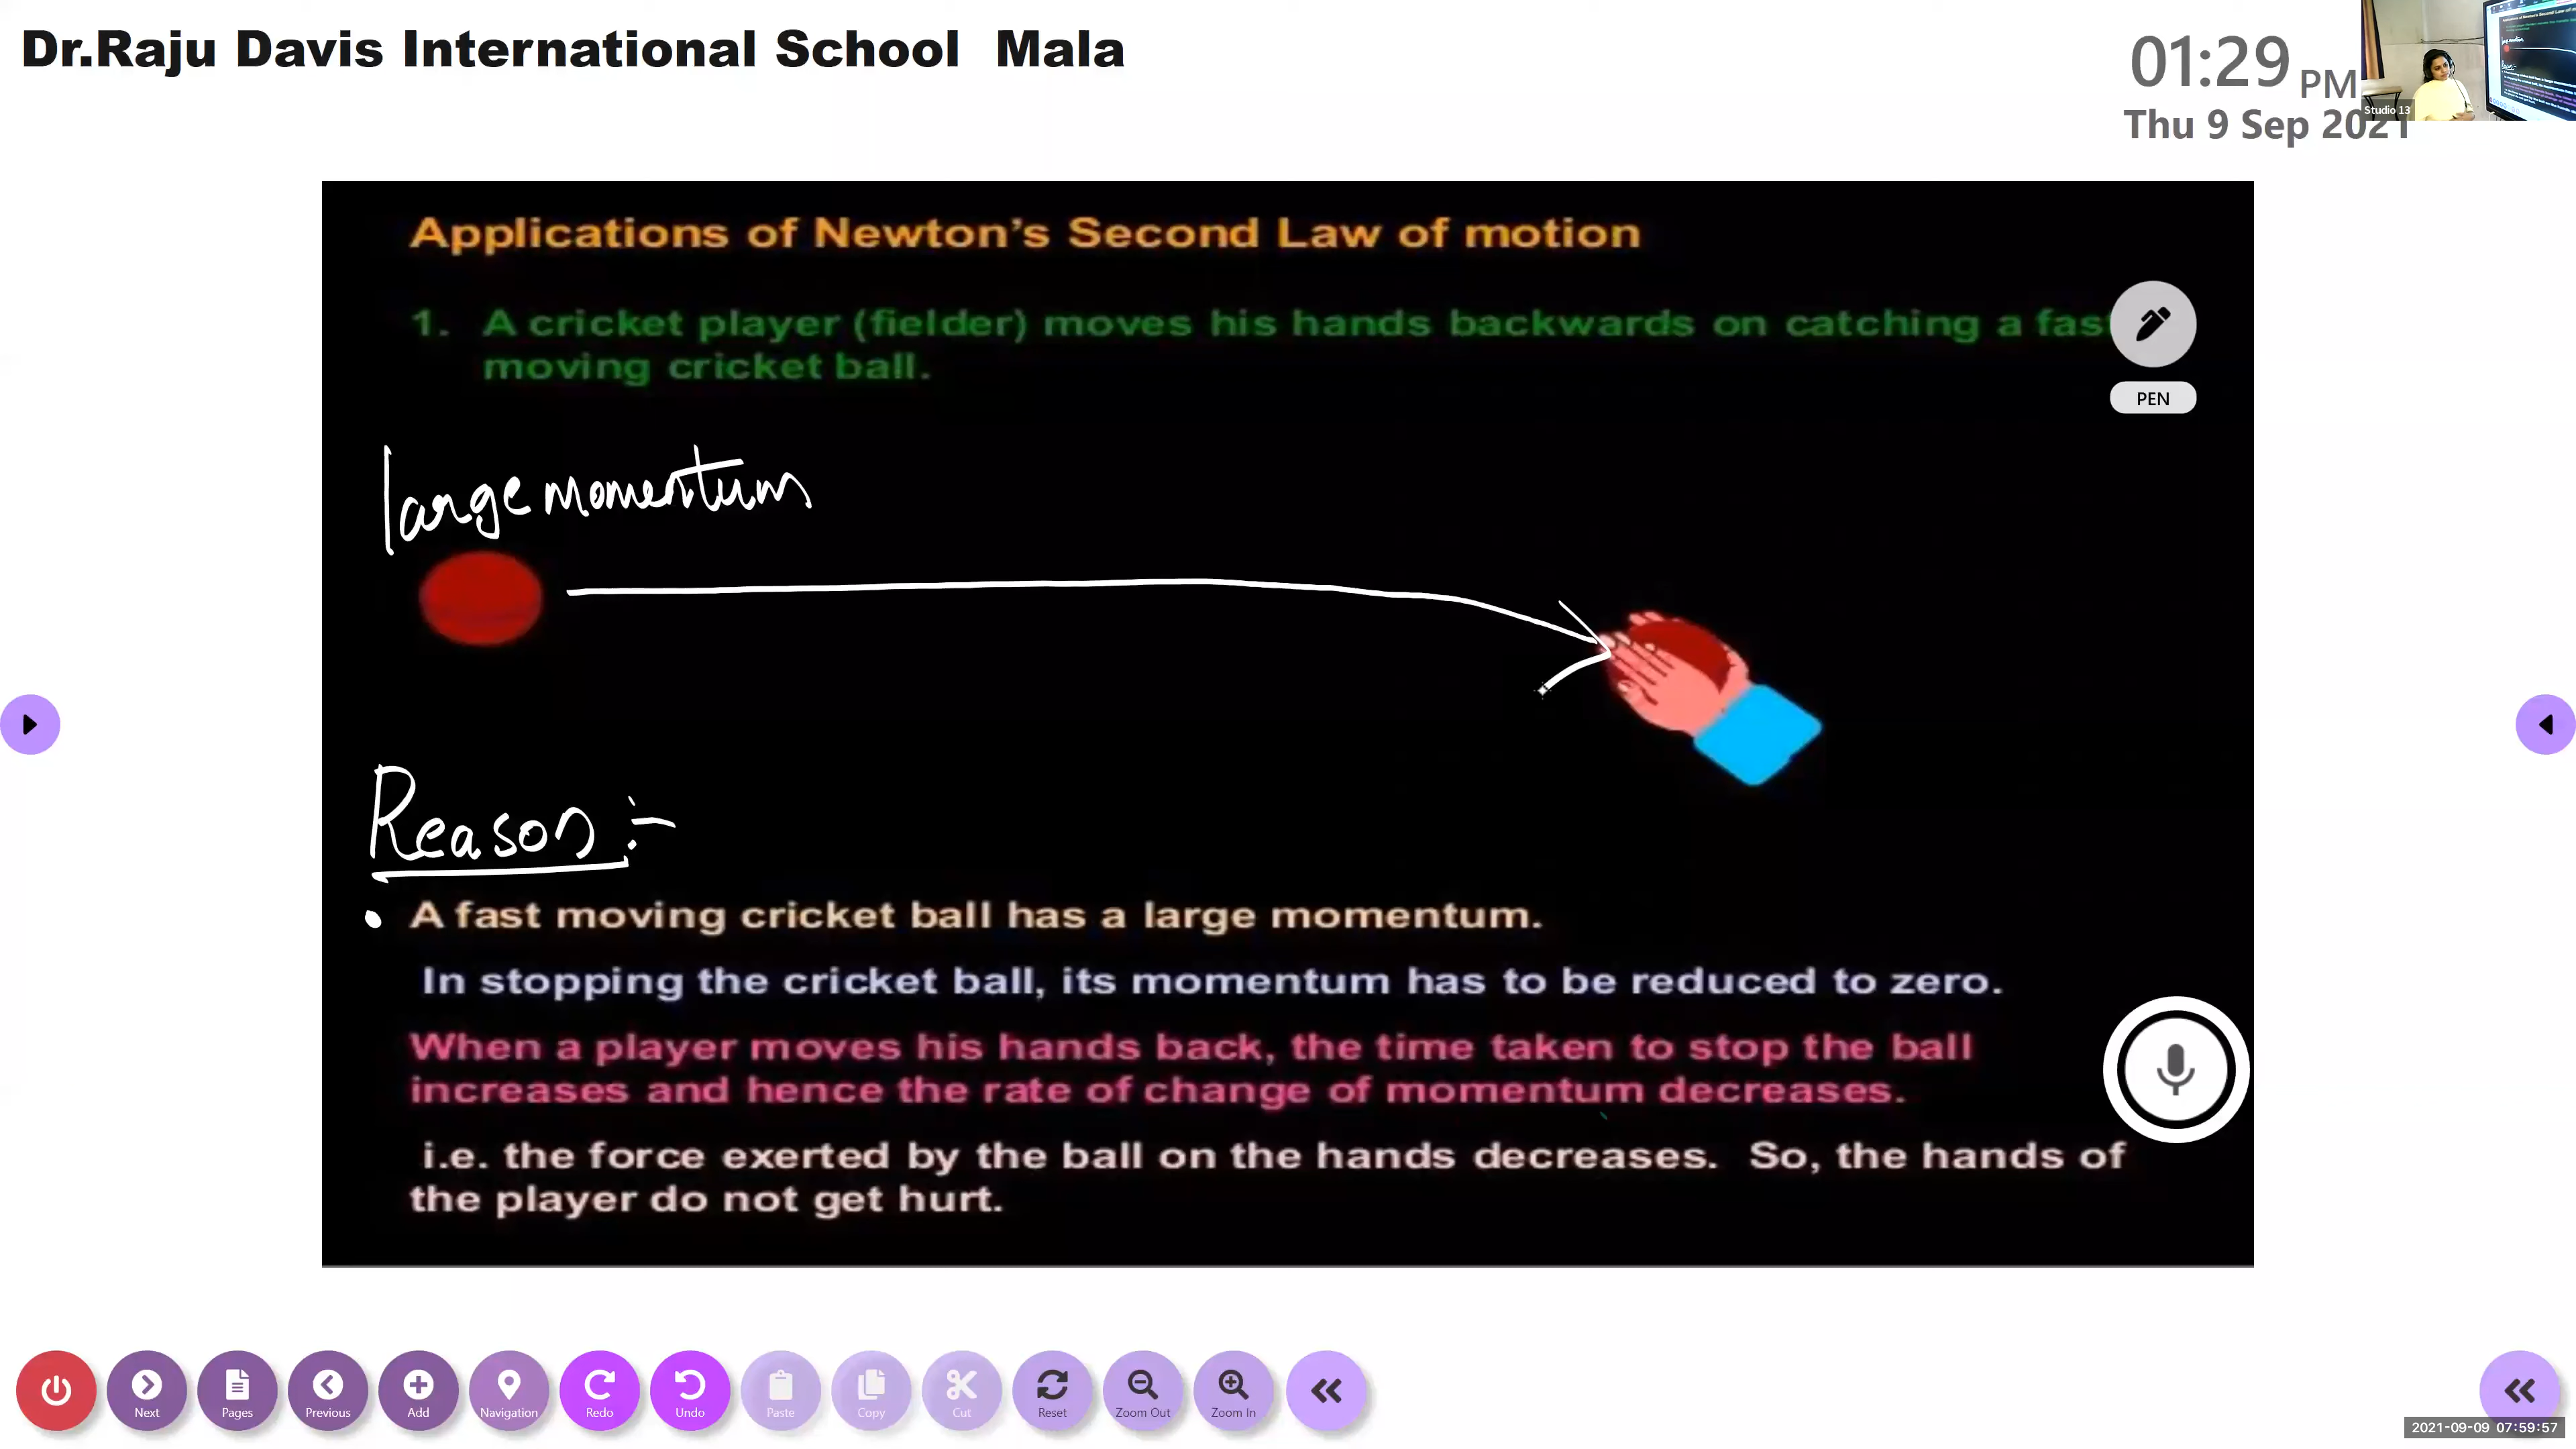 Dr.Raju Davis International School Mala
01:29 PM
Thu 9 Sep 2021
Studio 13
Applications of Newton's Second Law of motion
1. A cricket player (fielder) moves his hands backwards on catching a fas
moving cricket ball.
PEN
large momentum
Reason :-
• A fast moving cricket ball has a large momentum.
In stopping the cricket ball, its momentum has to be reduced to zero.
When a player moves his hands back, the time taken to stop the ball
increases and hence the rate of change of momentum decreases.
i.e. the force exerted by the ball on the hands decreases. So, the hands of
the player do not get hurt.
Next Pages Previous Add Navigation Redo Undo Paste Copy Cut Reset Zoom Out Zoom In
2021-09-09 07:59:57